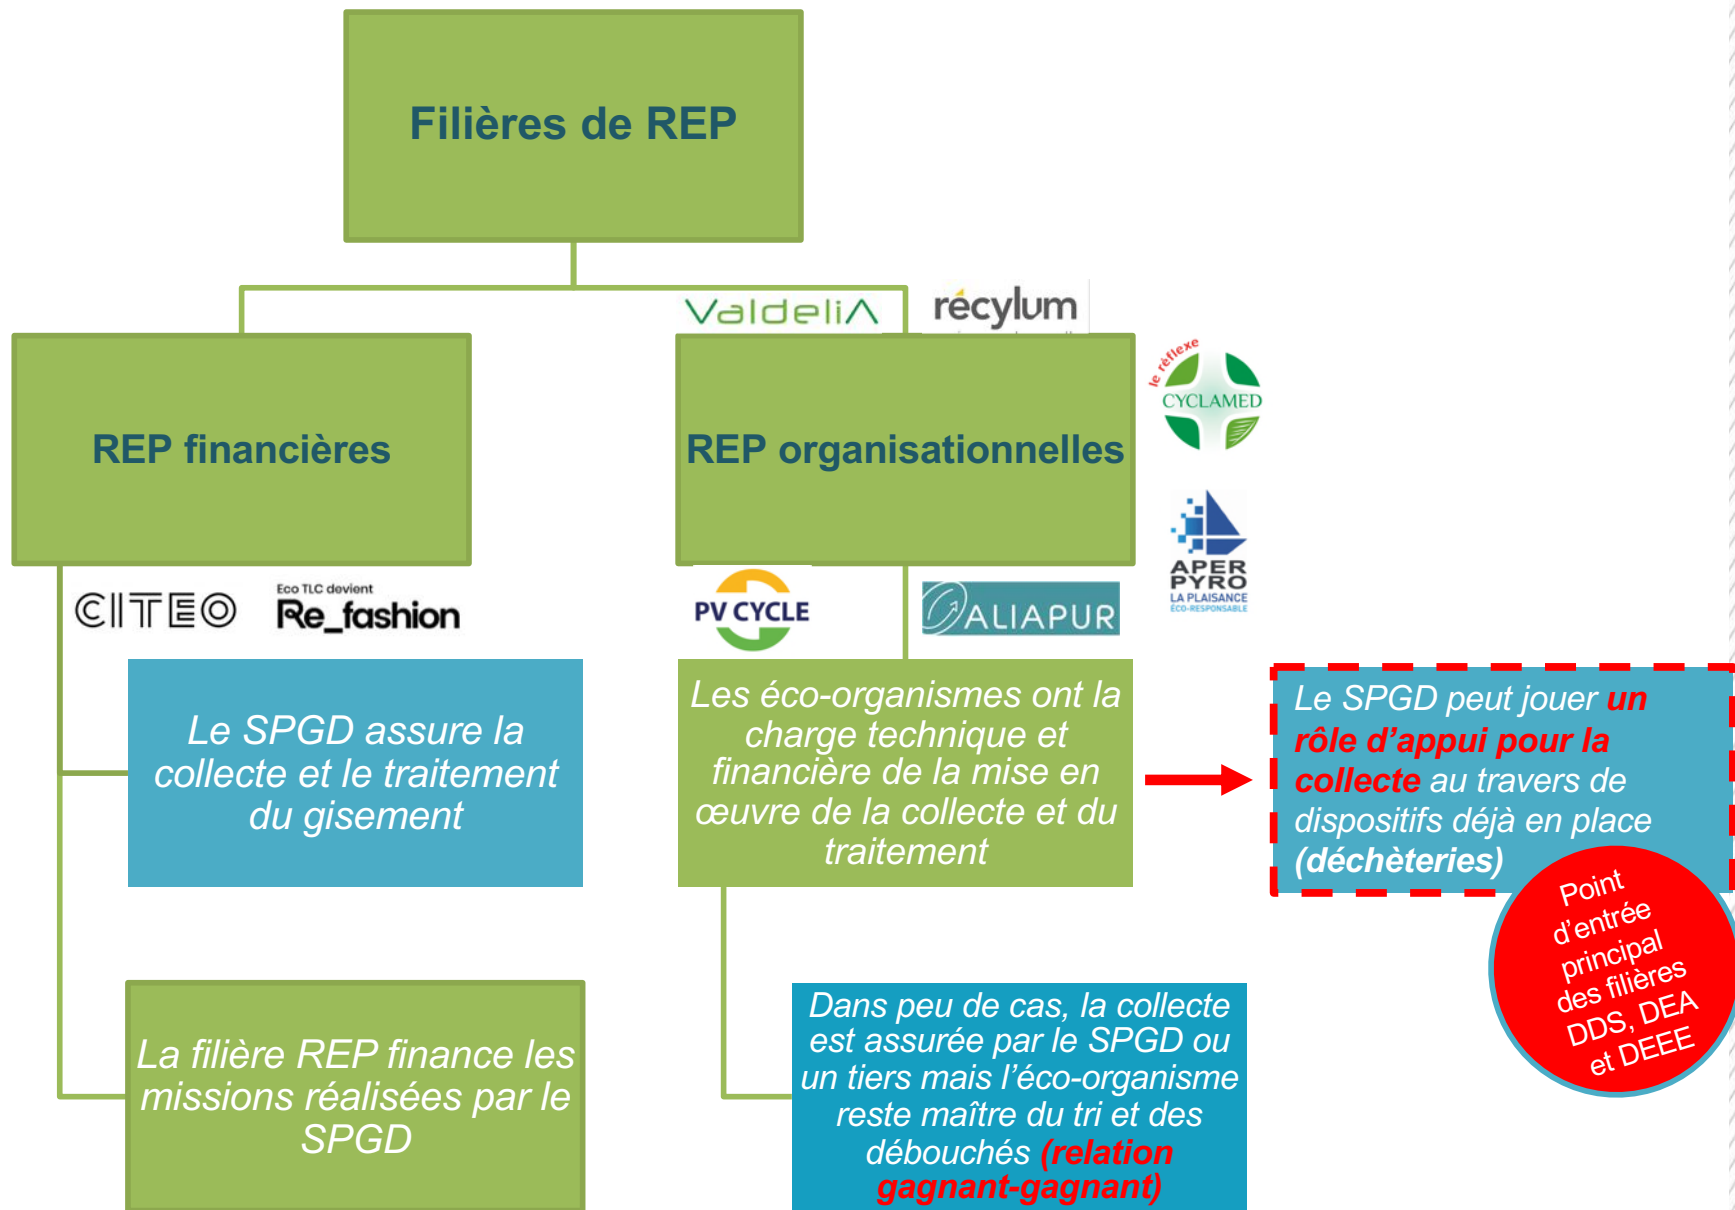 Filières de REP
ValdeliΛ
récylum
REP financières
REP organisationnelles
le réflexe
CYCLAMED
APER
PYRO
LA PLAISANCE
ÉCO-RESPONSABLE
CITEO
Eco TLC devient
Re_fashion
PV CYCLE
ALIAPUR
Le SPGD assure la
collecte et le traitement
du gisement
Les éco-organismes ont la
charge technique et
financière de la mise en
œuvre de la collecte et du
traitement
Le SPGD peut jouer un
rôle d’appui pour la
collecte au travers de
dispositifs déjà en place
(déchèteries)
Point
d’entrée
principal
des filières
DDS, DEA
et DEEE
La filière REP finance les
missions réalisées par le
SPGD
Dans peu de cas, la collecte
est assurée par le SPGD ou
un tiers mais l’éco-organisme
reste maître du tri et des
débouchés (relation
gagnant-gagnant)